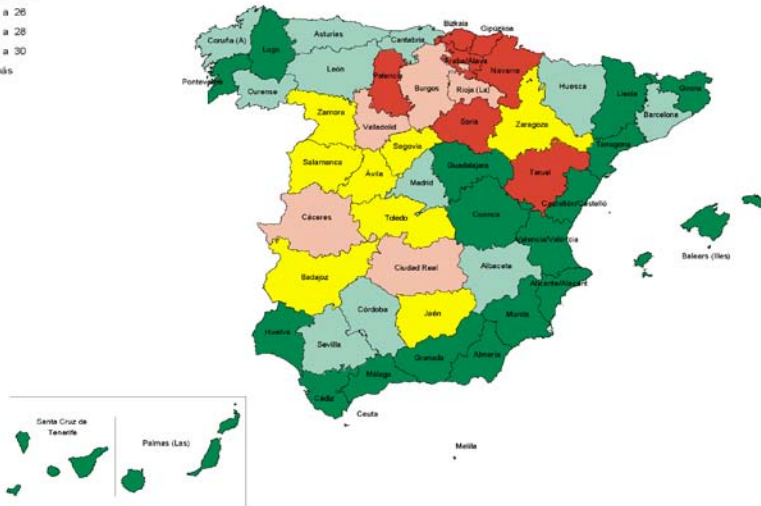 a 26
a 28
a 30
ás
Bizkaia
Gipuzkoa
Coruña (A)
Lugo
Asturias
Cantabria
Araba/Álava
Navarra
Pontevedra
Ourense
León
Palencia
Burgos
Rioja (La)
Huesca
Lleida
Girona
Barcelona
Zamora
Valladolid
Soria
Zaragoza
Tarragona
Segovia
Salamanca
Ávila
Guadalajara
Teruel
Madrid
Castellón/Castelló
Cáceres
Toledo
Cuenca
Valencia/València
Balears (Illes)
Badajoz
Ciudad Real
Albacete
Alicante/Alacant
Córdoba
Jaén
Murcia
Huelva
Sevilla
Granada
Almería
Málaga
Cádiz
Ceuta
Melilla
Santa Cruz de
Tenerife
Palmas (Las)